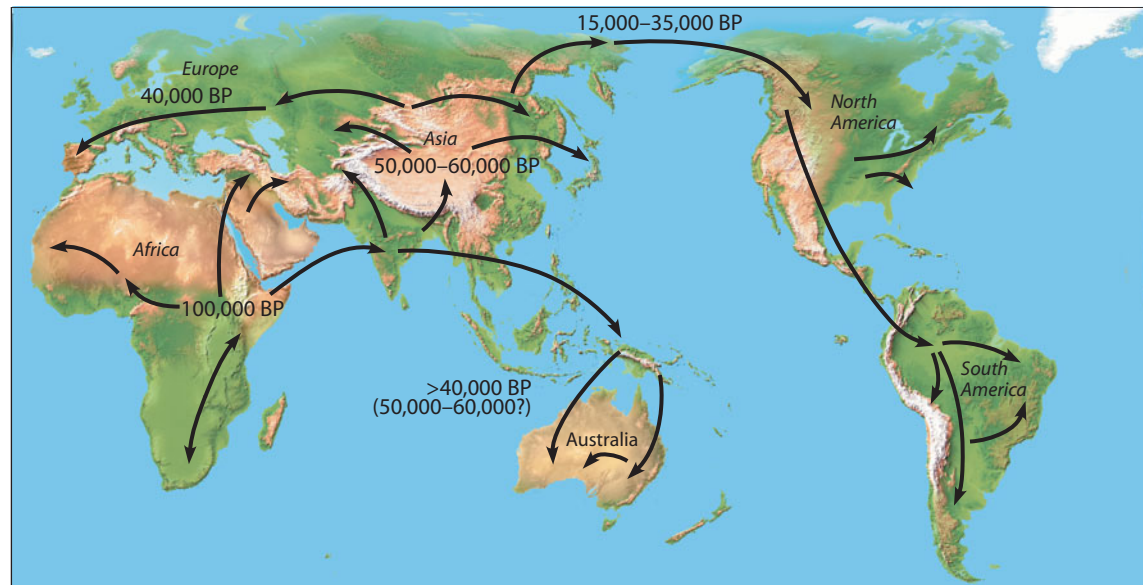 15,000–35,000 BP
Europe
40,000 BP
North
America
Asia
50,000–60,000 BP
Africa
100,000 BP
>40,000 BP
(50,000–60,000?)
South
America
Australia